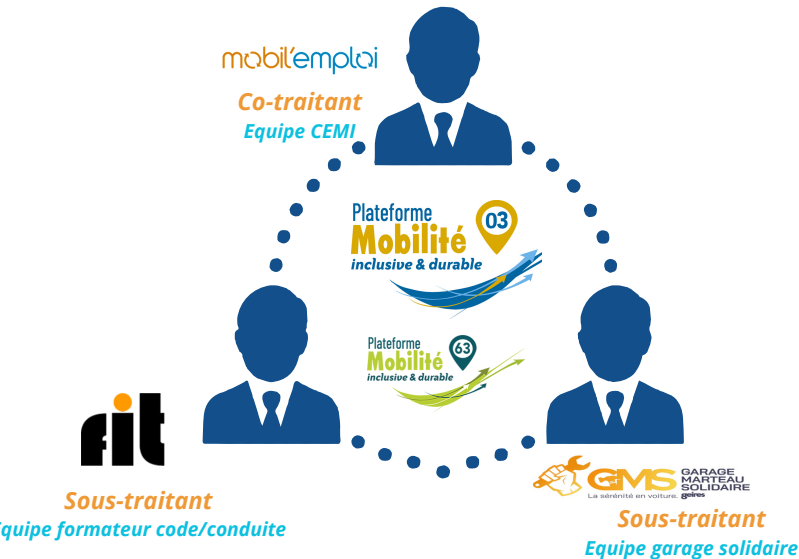 mobil'emploi
Co-traitant
Equipe CEMI
Plateforme
Mobilité
03
inclusive & durable
Plateforme
Mobilité
63
inclusive & durable
fit
Sous-traitant
Equipe formateur code/conduite
GMS
GARAGE
MARTEAU
SOLIDAIRE
geires
La sérénité en voiture.
Sous-traitant
Equipe garage solidaire